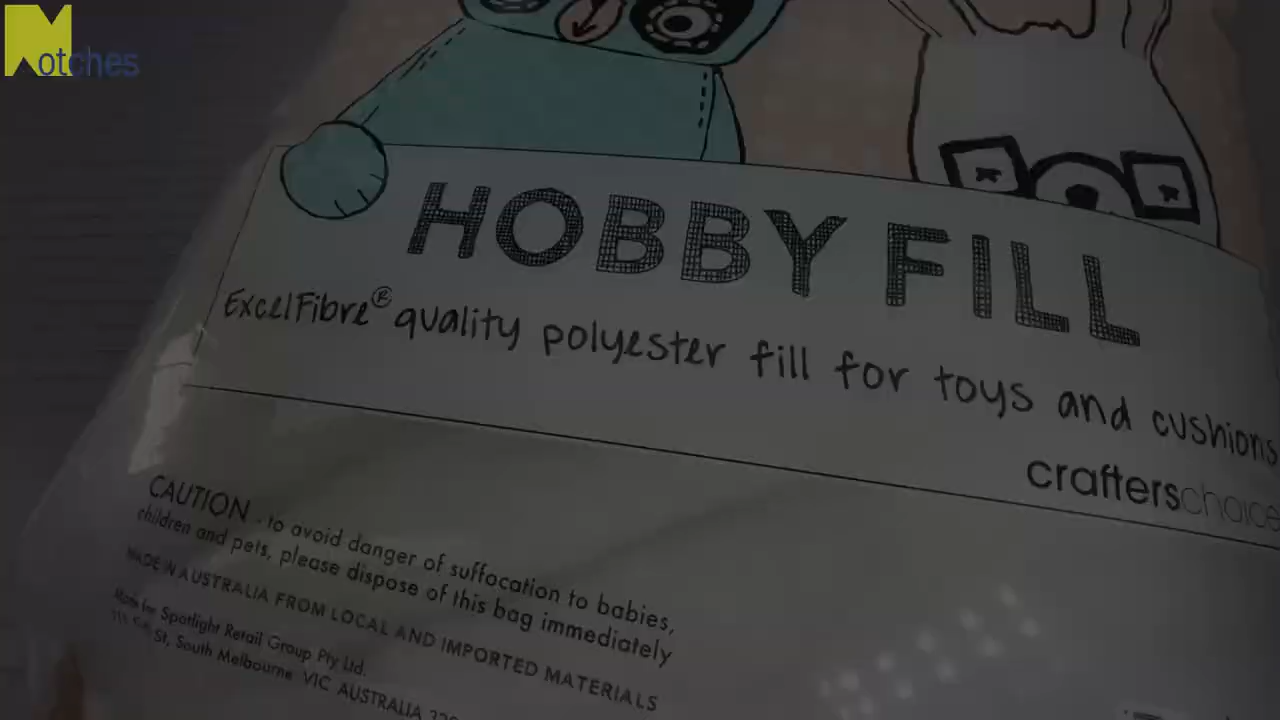 Notches
HOBBY FILL
ExcelFibre® quality polyester fill for toys and cushions
crafterschoice
CAUTION - to avoid danger of suffocation to babies,
children and pets, please dispose of this bag immediately
MADE IN AUSTRALIA FROM LOCAL AND IMPORTED MATERIALS
Made for Spotlight Retail Group Pty Ltd.
St, South Melbourne VIC AUSTRALIA